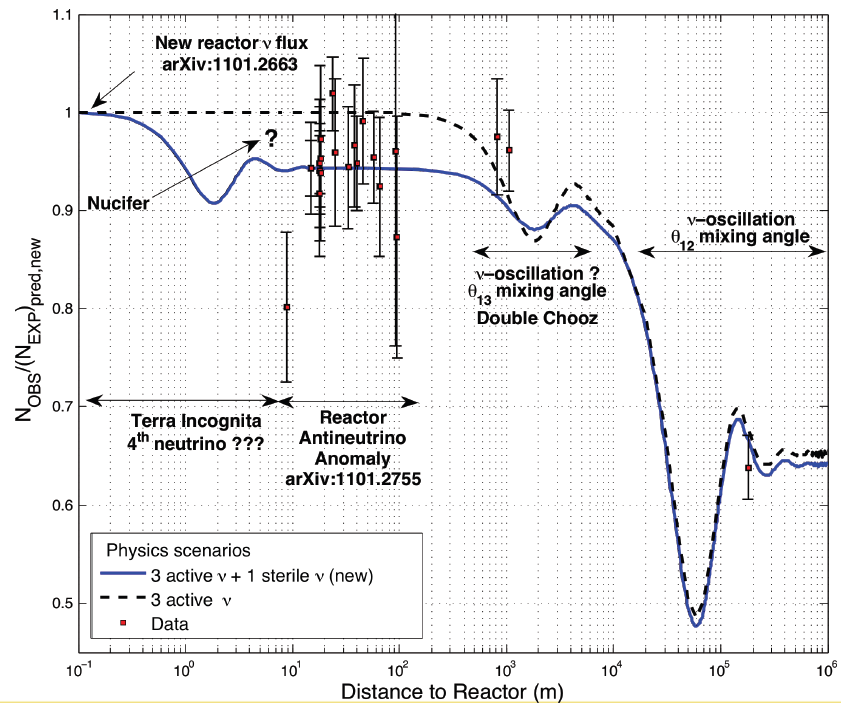 New reactor ν flux
arXiv:1101.2663
?
Nucifer
ν−oscillation
θ12 mixing angle
ν−oscillation ?
θ13 mixing angle
Double Chooz
Terra Incognita
4th neutrino ???
Reactor
Antineutrino
Anomaly
arXiv:1101.2755
Physics scenarios
3 active ν + 1 sterile ν (new)
3 active ν
Data
NOBS/(NEXP)pred,new
1.1
1
0.9
0.8
0.7
0.6
0.5
10−1 100 101 102 103 104 105 106
Distance to Reactor (m)